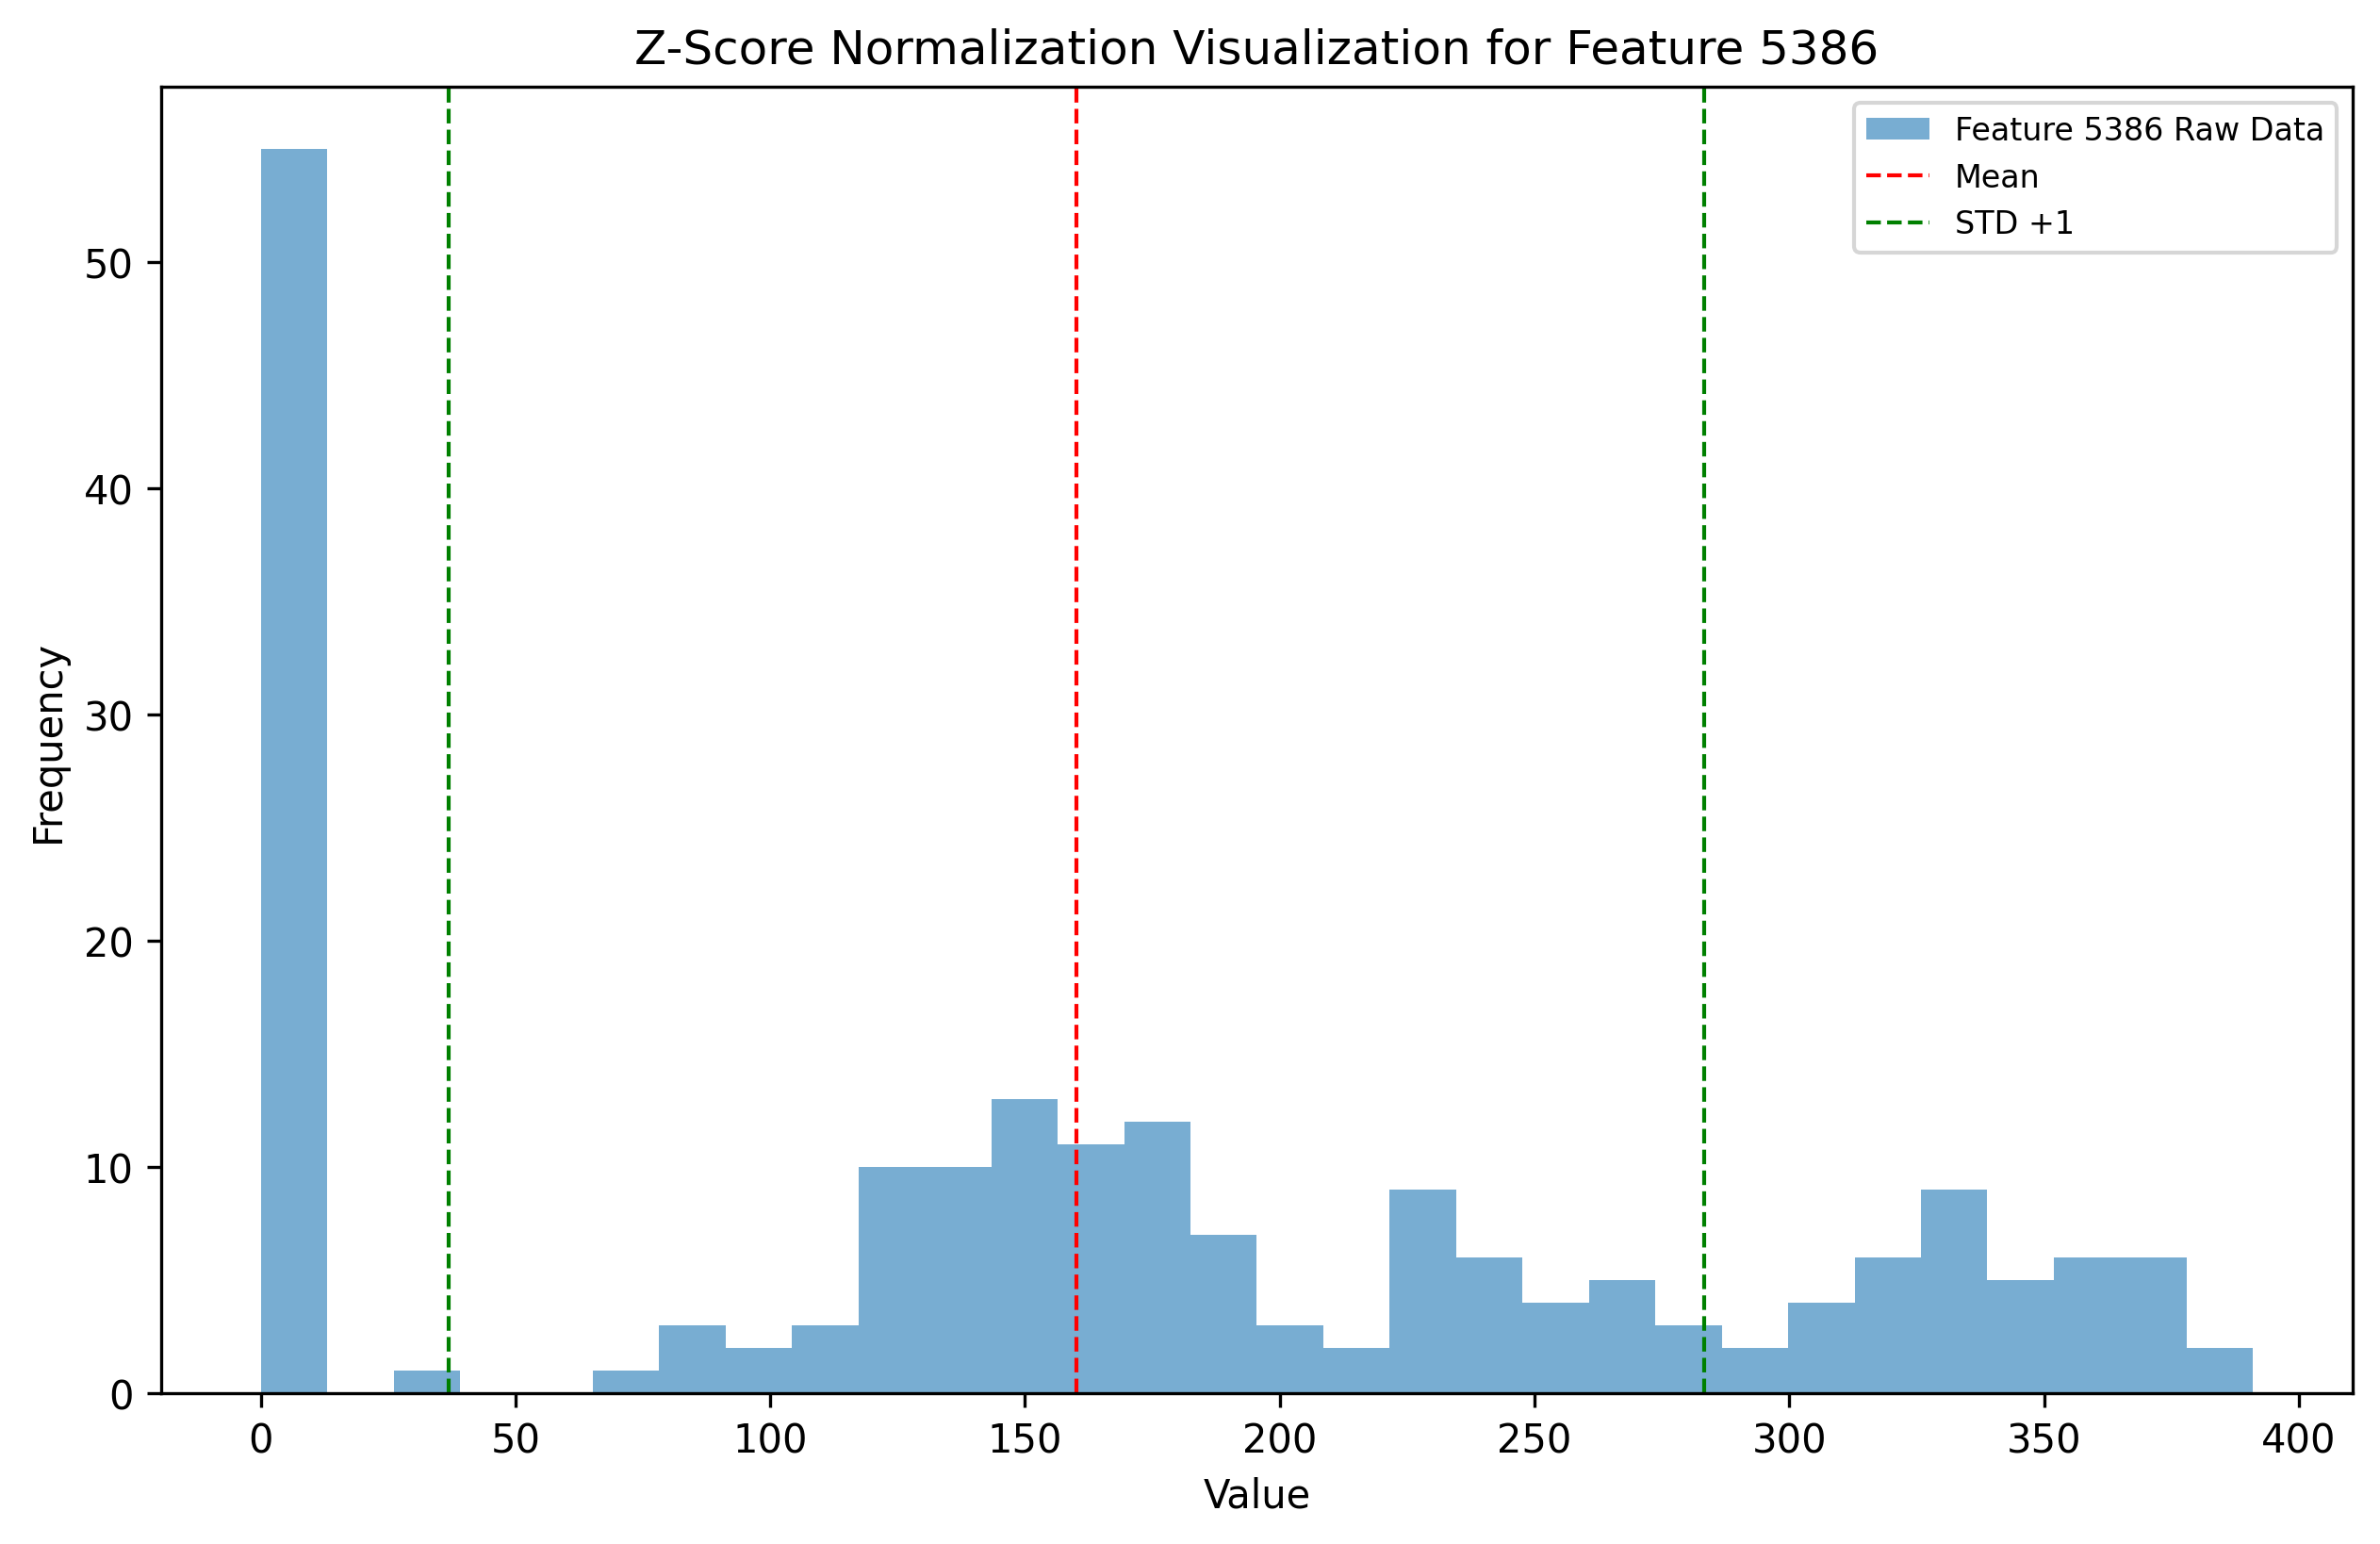 Z-Score Normalization Visualization for Feature 5386
Feature 5386 Raw Data
Mean
STD +1
50
40
30
20
10
0
Frequency
0 50 100 150 200 250 300 350 400
Value